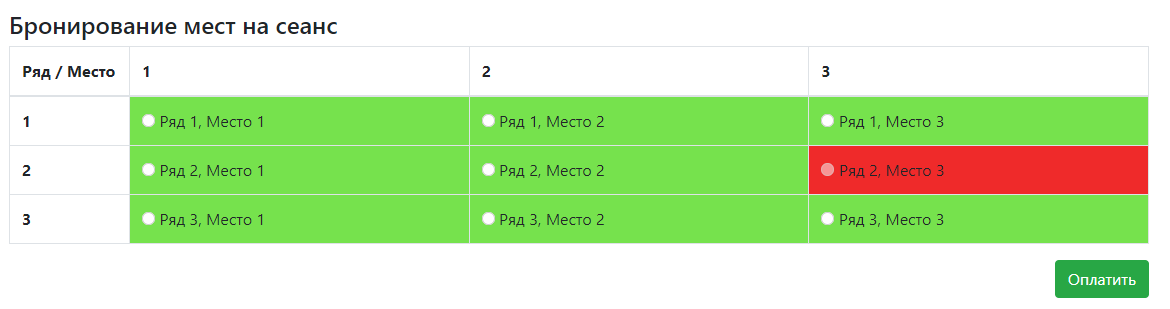 Бронирование мест на сеанс
Ряд / Место 1 2 3
1 Ряд 1, Место 1 Ряд 1, Место 2 Ряд 1, Место 3
2 Ряд 2, Место 1 Ряд 2, Место 2 Ряд 2, Место 3
3 Ряд 3, Место 1 Ряд 3, Место 2 Ряд 3, Место 3
Оплатить